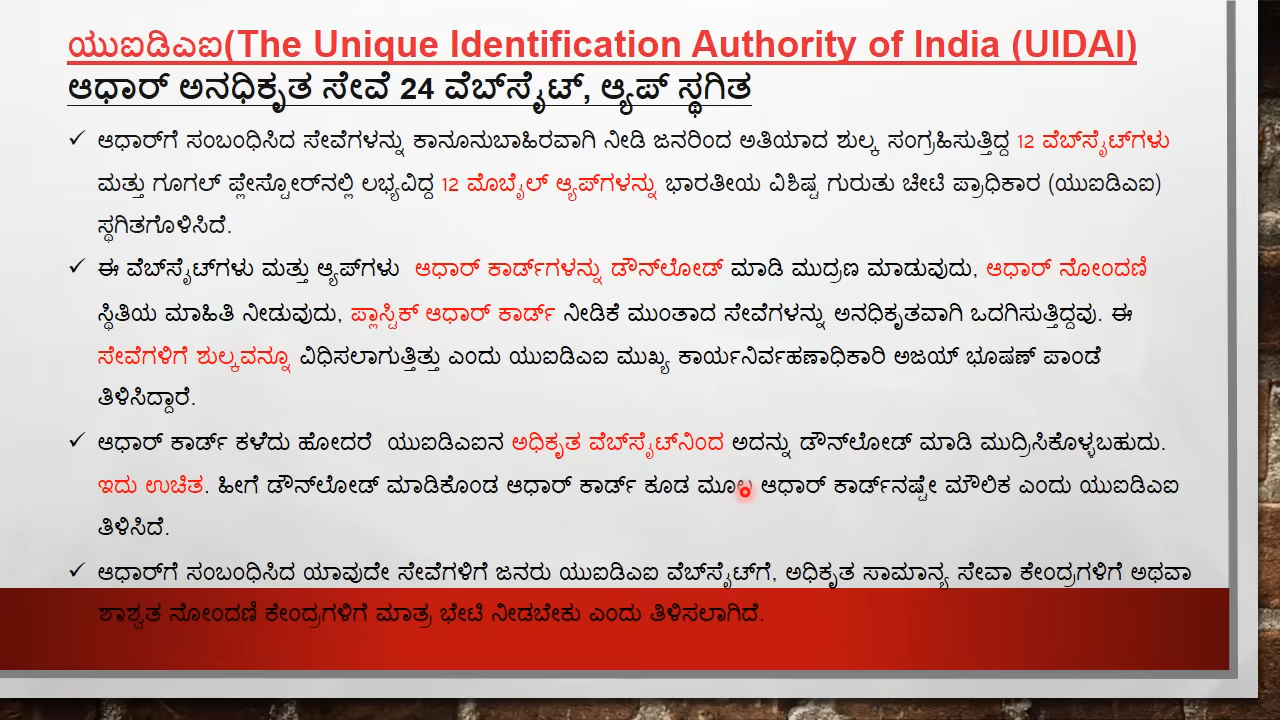 ಯುಐಡಿಎಐ(The Unique Identification Authority of India (UIDAI)
ಆಧಾರ್ ಅನಧಿಕೃತ ಸೇವೆ 24 ವೆಬ್‌ಸೈಟ್, ಆ್ಯಪ್ ಸ್ಥಗಿತ
✓ ಆಧಾರ್‌ಗೆ ಸಂಬಂಧಿಸಿದ ಸೇವೆಗಳನ್ನು ಕಾನೂನುಬಾಹಿರವಾಗಿ ನೀಡಿ ಜನರಿಂದ ಅತಿಯಾದ ಶುಲ್ಕ ಸಂಗ್ರಹಿಸುತ್ತಿದ್ದ 12 ವೆಬ್‌ಸೈಟ್‌ಗಳು
ಮತ್ತು ಗೂಗಲ್ ಪ್ಲೇಸ್ಟೋರ್‌ನಲ್ಲಿ ಲಭ್ಯವಿದ್ದ 12 ಮೊಬೈಲ್ ಆ್ಯಪ್‌ಗಳನ್ನು ಭಾರತೀಯ ವಿಶಿಷ್ಟ ಗುರುತು ಚೀಟಿ ಪ್ರಾಧಿಕಾರ (ಯುಐಡಿಎಐ)
ಸ್ಥಗಿತಗೊಳಿಸಿದೆ.
✓ ಈ ವೆಬ್‌ಸೈಟ್‌ಗಳು ಮತ್ತು ಆ್ಯಪ್‌ಗಳು ಆಧಾರ್ ಕಾರ್ಡ್‌ಗಳನ್ನು ಡೌನ್‌ಲೋಡ್ ಮಾಡಿ ಮುದ್ರಣ ಮಾಡುವುದು, ಆಧಾರ್ ನೋಂದಣಿ
ಸ್ಥಿತಿಯ ಮಾಹಿತಿ ನೀಡುವುದು, ಪ್ಲಾಸ್ಟಿಕ್ ಆಧಾರ್ ಕಾರ್ಡ್ ನೀಡಿಕೆ ಮುಂತಾದ ಸೇವೆಗಳನ್ನು ಅನಧಿಕೃತವಾಗಿ ಒದಗಿಸುತ್ತಿದ್ದವು. ಈ
ಸೇವೆಗಳಿಗೆ ಶುಲ್ಕವನ್ನೂ ವಿಧಿಸಲಾಗುತ್ತಿತ್ತು ಎಂದು ಯುಐಡಿಎಐ ಮುಖ್ಯ ಕಾರ್ಯನಿರ್ವಹಣಾಧಿಕಾರಿ ಅಜಯ್ ಭೂಷಣ್ ಪಾಂಡೆ
ತಿಳಿಸಿದ್ದಾರೆ.
✓ ಆಧಾರ್ ಕಾರ್ಡ್ ಕಳೆದು ಹೋದರೆ ಯುಐಡಿಎಐನ ಅಧಿಕೃತ ವೆಬ್‌ಸೈಟ್‌ನಿಂದ ಅದನ್ನು ಡೌನ್‌ಲೋಡ್ ಮಾಡಿ ಮುದ್ರಿಸಿಕೊಳ್ಳಬಹುದು.
ಇದು ಉಚಿತ. ಹೀಗೆ ಡೌನ್‌ಲೋಡ್ ಮಾಡಿಕೊಂಡ ಆಧಾರ್ ಕಾರ್ಡ್ ಕೂಡ ಮೂಲ ಆಧಾರ್ ಕಾರ್ಡ್‌ನಷ್ಟೇ ಮೌಲಿಕ ಎಂದು ಯುಐಡಿಎಐ
ತಿಳಿಸಿದೆ.
✓ ಆಧಾರ್‌ಗೆ ಸಂಬಂಧಿಸಿದ ಯಾವುದೇ ಸೇವೆಗಳಿಗೆ ಜನರು ಯುಐಡಿಎಐ ವೆಬ್‌ಸೈಟ್‌ಗೆ, ಅಧಿಕೃತ ಸಾಮಾನ್ಯ ಸೇವಾ ಕೇಂದ್ರಗಳಿಗೆ ಅಥವಾ
ಶಾಶ್ವತ ನೋಂದಣಿ ಕೇಂದ್ರಗಳಿಗೆ ಮಾತ್ರ ಭೇಟಿ ನೀಡಬೇಕು ಎಂದು ತಿಳಿಸಲಾಗಿದೆ.